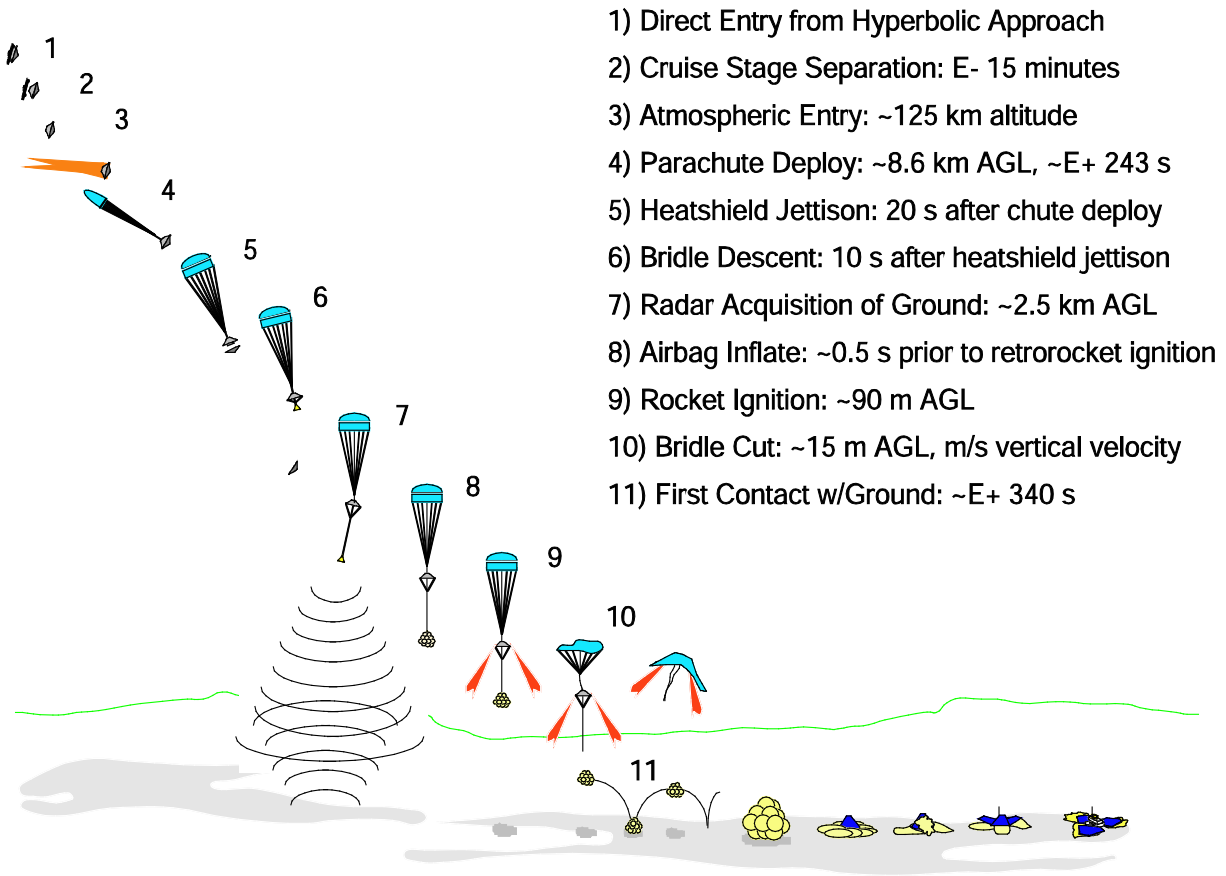 1) Direct Entry from Hyperbolic Approach
2) Cruise Stage Separation: E- 15 minutes
3) Atmospheric Entry: ~125 km altitude
4) Parachute Deploy: ~8.6 km AGL, ~E+ 243 s
5) Heatshield Jettison: 20 s after chute deploy
6) Bridle Descent: 10 s after heatshield jettison
7) Radar Acquisition of Ground: ~2.5 km AGL
8) Airbag Inflate: ~0.5 s prior to retrorocket ignition
9) Rocket Ignition: ~90 m AGL
10) Bridle Cut: ~15 m AGL, m/s vertical velocity
11) First Contact w/Ground: ~E+ 340 s
1
2
3
4
5
6
7
8
9
10
11